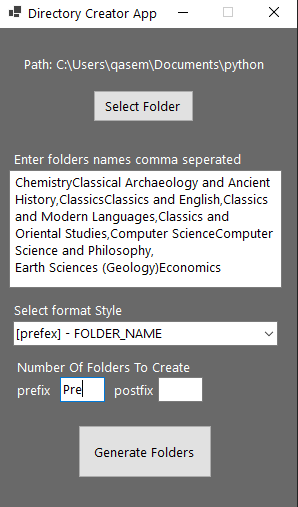 Directory Creator App
Path: C:\Users\qasem\Documents\python
Select Folder
Enter folders names comma seperated
ChemistryClassical Archaeology and Ancient
History,ClassicsClassics and English,Classics
and Modern Languages,Classics and
Oriental Studies,Computer ScienceComputer
Science and Philosophy,
Earth Sciences (Geology)Economics
Select format Style
[prefex] - FOLDER_NAME
Number Of Folders To Create
prefix Pre postfix
Generate Folders